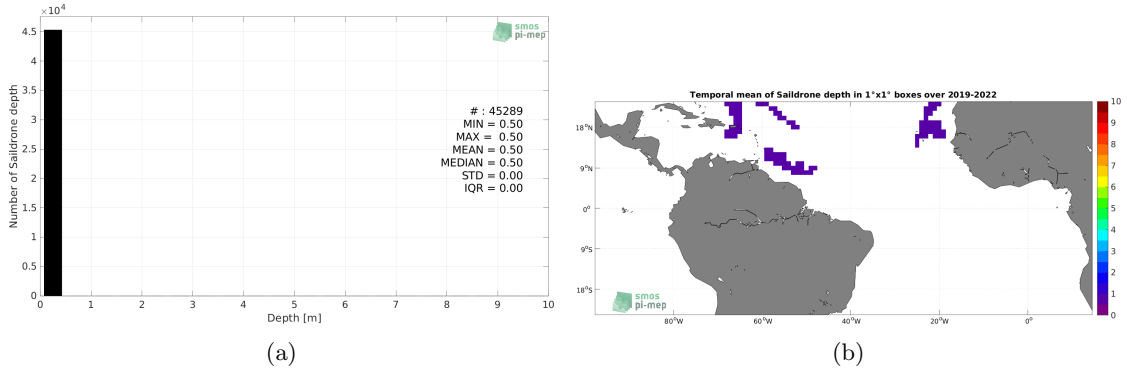 ×10⁴
4.5
4
3.5
3
2.5
2
1.5
1
0.5
0
Number of Saildrone depth
smos
pi-mep
# : 45289
MIN = 0.50
MAX = 0.50
MEAN = 0.50
MEDIAN = 0.50
STD = 0.00
IQR = 0.00
0 1 2 3 4 5 6 7 8 9 10
Depth [m]
(a)
Temporal mean of Saildrone depth in 1°x1° boxes over 2019-2022
18°N
9°N
0°
9°S
18°S
80°W 60°W 40°W 20°W 0°
smos
pi-mep
10
9
8
7
6
5
4
3
2
1
0
(b)